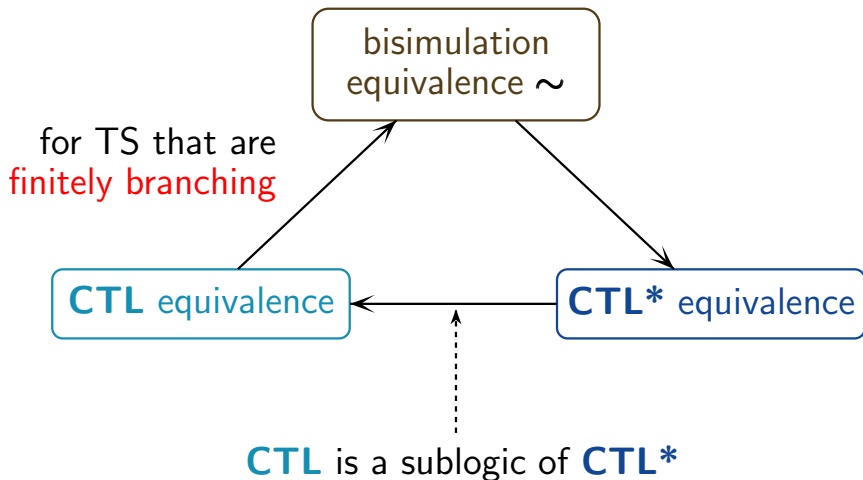 bisimulation
equivalence ∼
for TS that are
finitely branching
CTL equivalence
CTL* equivalence
CTL is a sublogic of CTL*